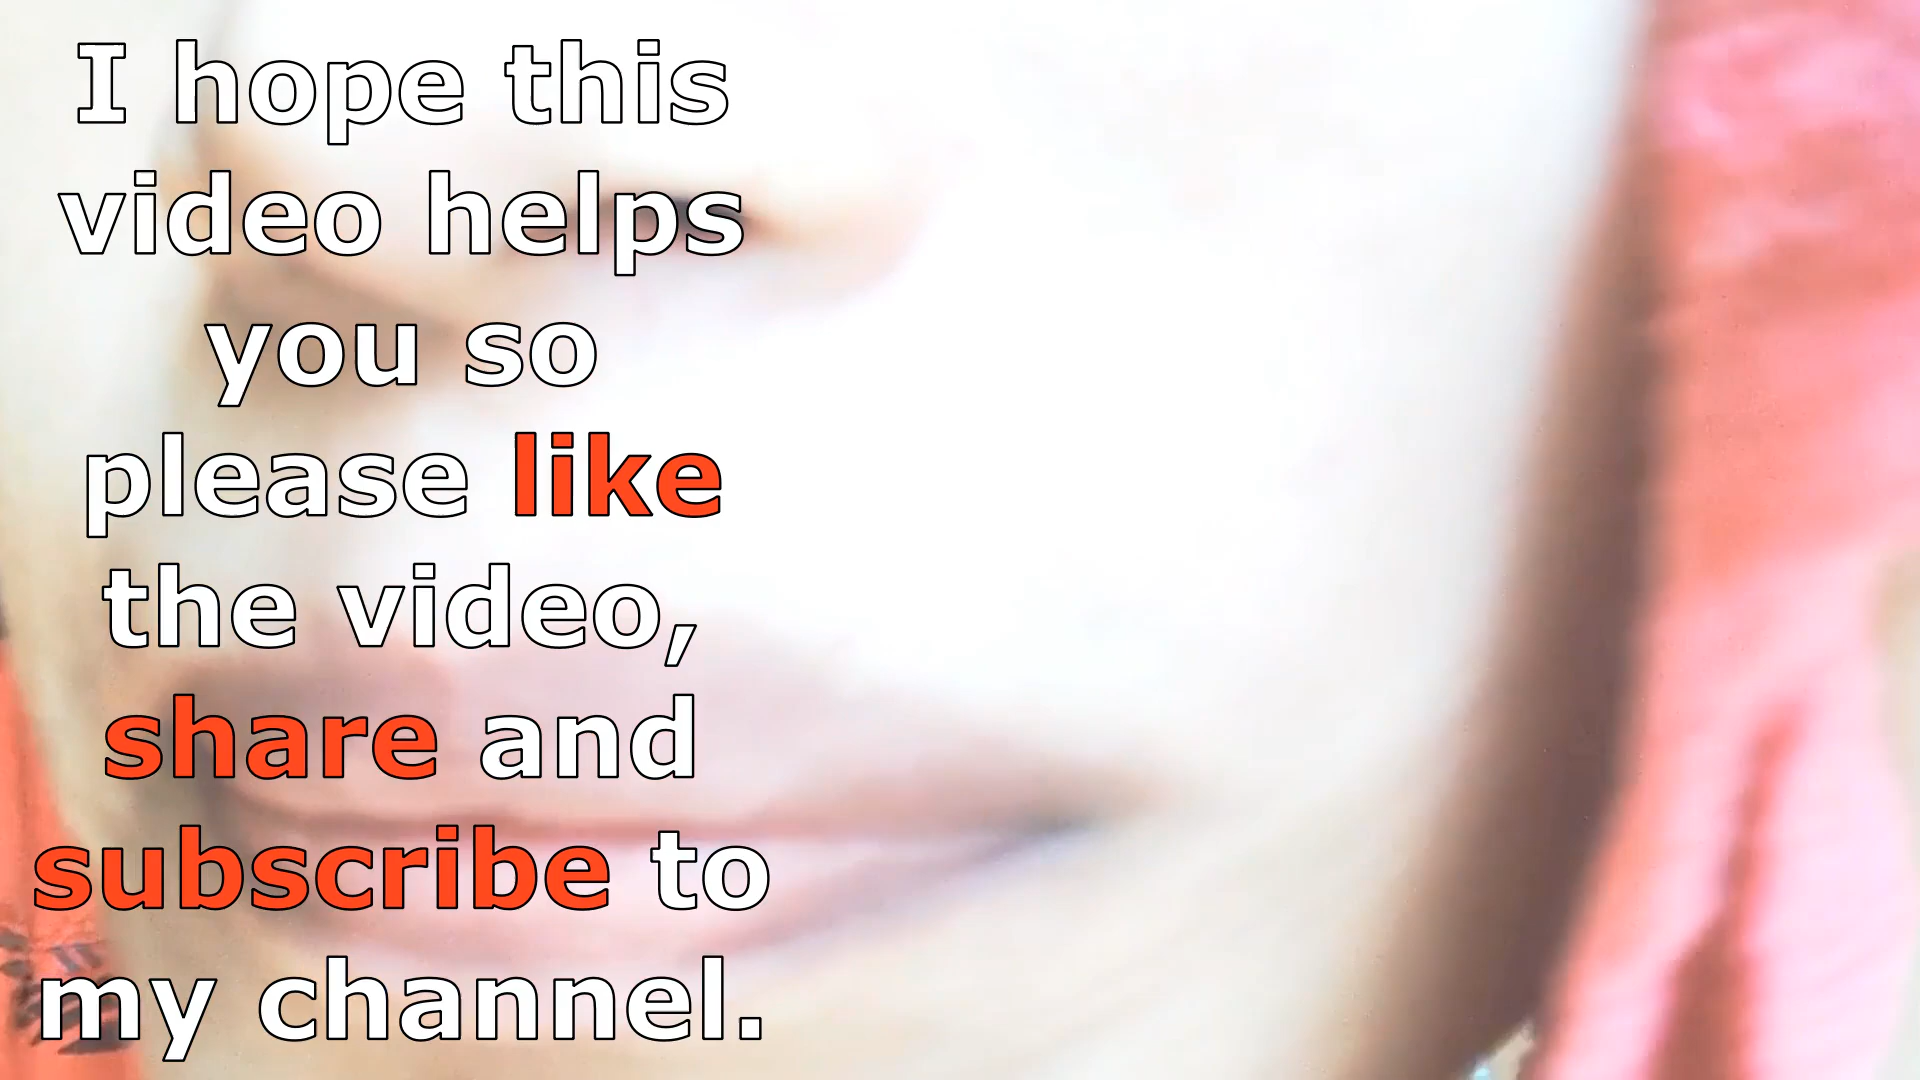 I hope this
video helps
you so
please like
the video,
share and
subscribe to
my channel.